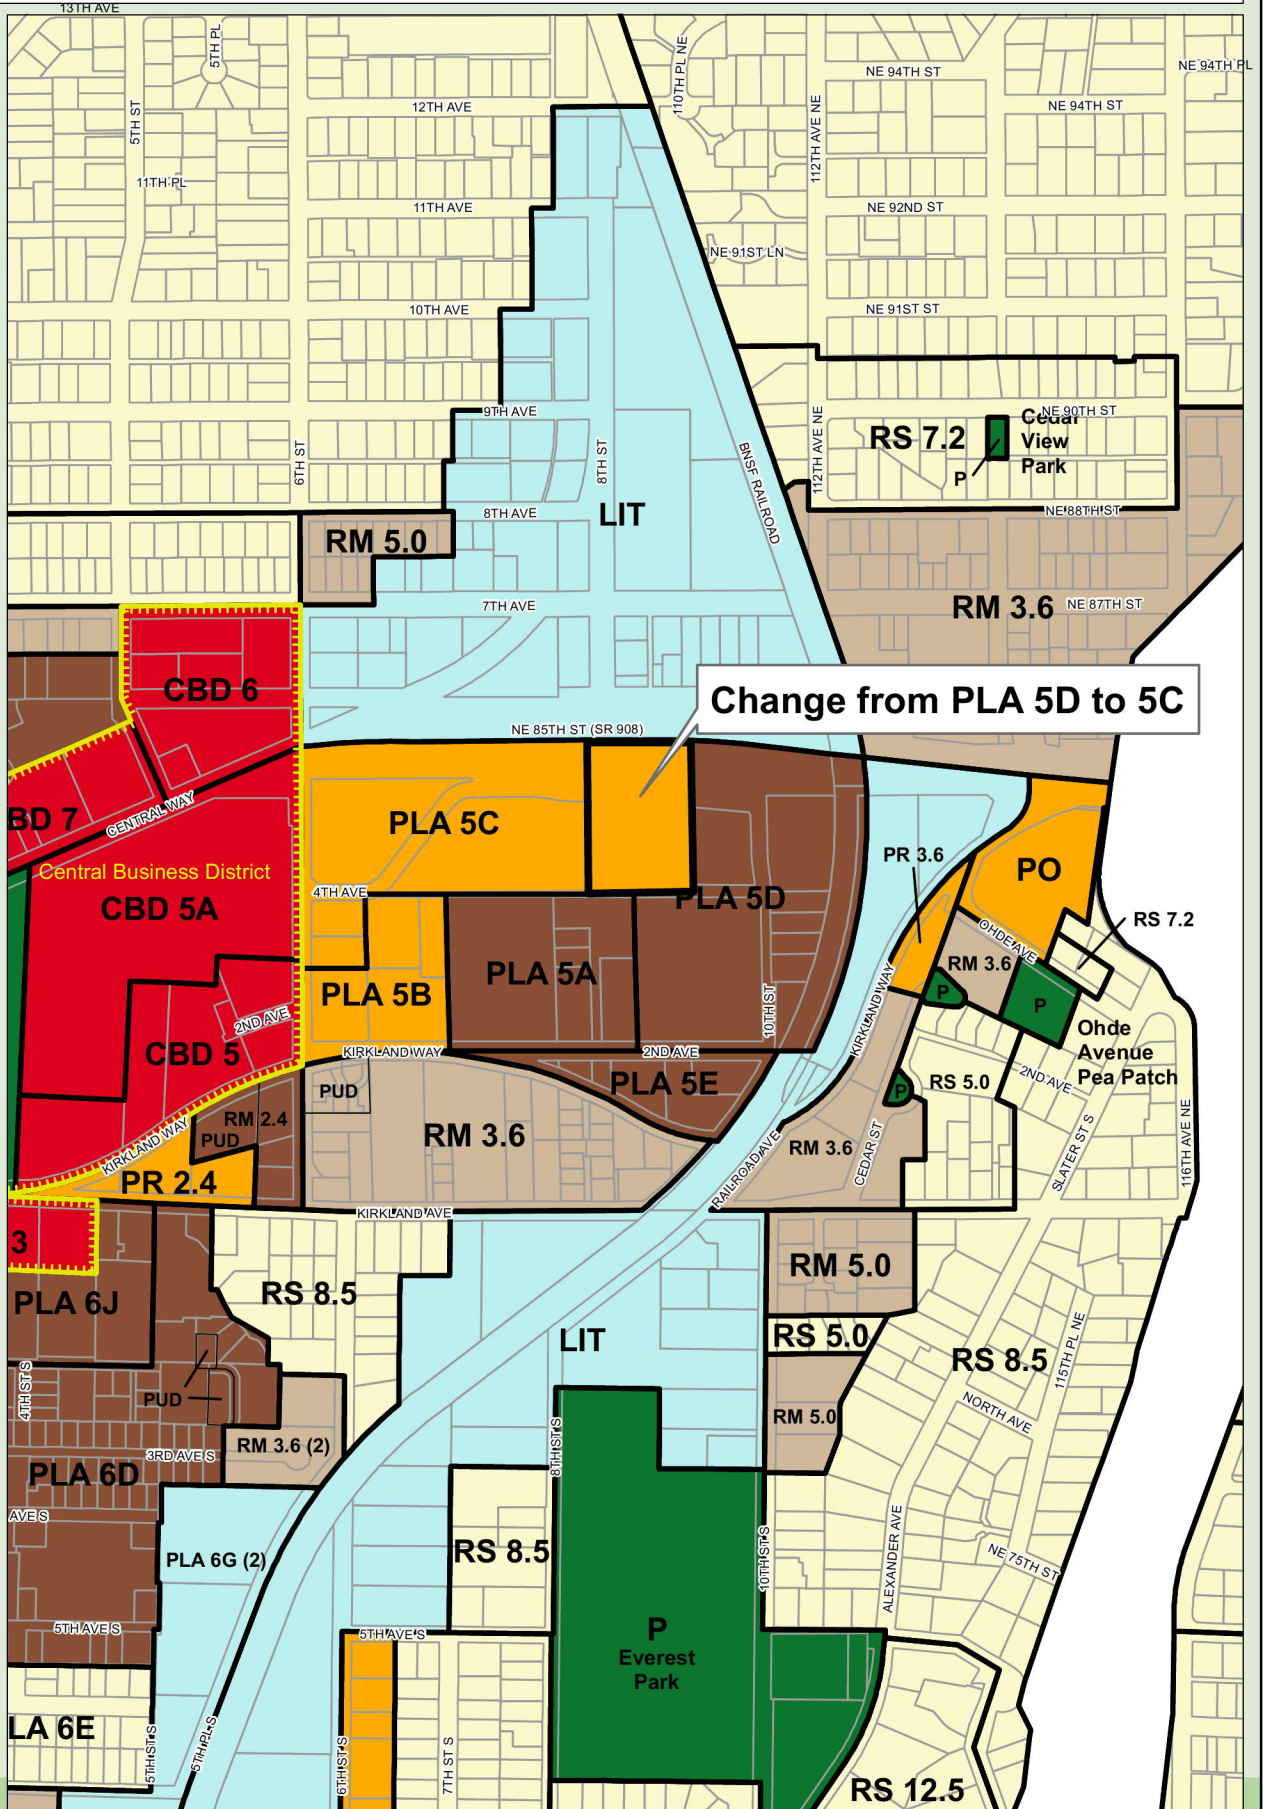 13TH AVE
5TH PL
110TH PL NE
NE 94TH ST
NE 94TH PL
12TH AVE
NE 94TH ST
5TH ST
112TH AVE NE
11TH PL
11TH AVE
NE 92ND ST
NE 91ST LN
10TH AVE
NE 91ST ST
9TH AVE
NE 90TH ST
Cedar
View
Park
RS 7.2
P
6TH ST
8TH ST
BNSF RAILROAD
112TH AVE NE
8TH AVE
LIT
NE 88TH ST
RM 5.0
7TH AVE
RM 3.6
NE 87TH ST
CBD 6
Change from PLA 5D to 5C
NE 85TH ST (SR 908)
BD 7
CENTRAL WAY
PLA 5C
PR 3.6
PO
Central Business District
4TH AVE
CBD 5A
PLA 5D
RS 7.2
OHDE AVE
RM 3.6
PLA 5A
PLA 5B
P
P
2ND AVE
10TH ST
KIRKLAND WAY
Ohde
Avenue
Pea Patch
CBD 5
KIRKLAND WAY
2ND AVE
PLA 5E
PUD
P
RS 5.0
2ND AVE
RM 2.4
PUD
KIRKLAND WAY
RM 3.6
RM 3.6
CEDAR ST
SLATER ST S
116TH AVE NE
RAILROAD AVE
PR 2.4
KIRKLAND AVE
3
RM 5.0
PLA 6J
RS 8.5
LIT
RS 5.0
RS 8.5
115TH PL NE
4TH ST S
PUD
NORTH AVE
RM 5.0
8TH ST S
3RD AVE S
RM 3.6 (2)
PLA 6D
AVE S
PLA 6G (2)
RS 8.5
10TH ST S
ALEXANDER AVE
NE 75TH ST
5TH AVE S
5TH AVE S
P
Everest
Park
LA 6E
5TH ST S
5TH PL S
6TH ST S
7TH ST S
RS 12.5